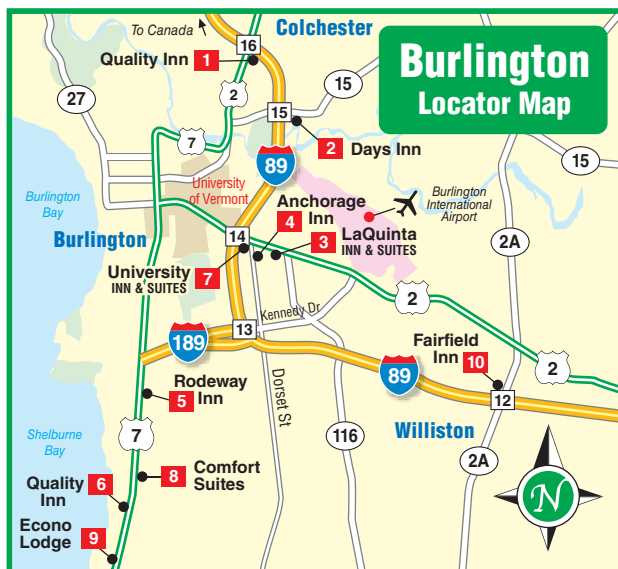 To Canada
Colchester
16
Quality Inn 1
Burlington
Locator Map
27
2
15
15
15
7
2 Days Inn
89
University
of Vermont
Burlington
Bay
Anchorage
Inn
4
Burlington
International
Airport
2A
Burlington
14
3 LaQuinta
INN & SUITES
University
INN & SUITES
7
2
Kennedy Dr
13
189
Fairfield
Inn
10
2
89
Rodeway
Inn
5
Dorset St
12
Williston
116
Shelburne
Bay
7
2A
8 Comfort
Suites
Quality
Inn
6
N
Econo
Lodge
9